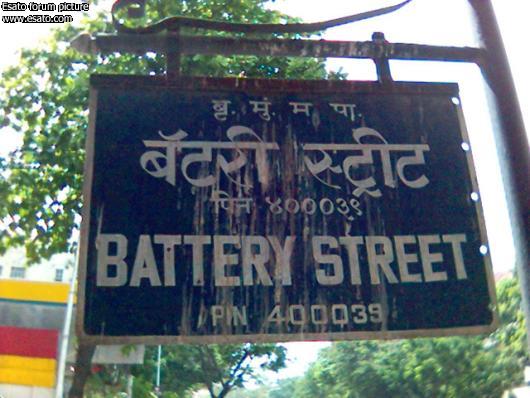 Esato forum picture
www.esato.com
बृ. मुं. म. पा.
बॅटरी स्ट्रीट
पिन ४०००३९
BATTERY STREET
PIN 400039